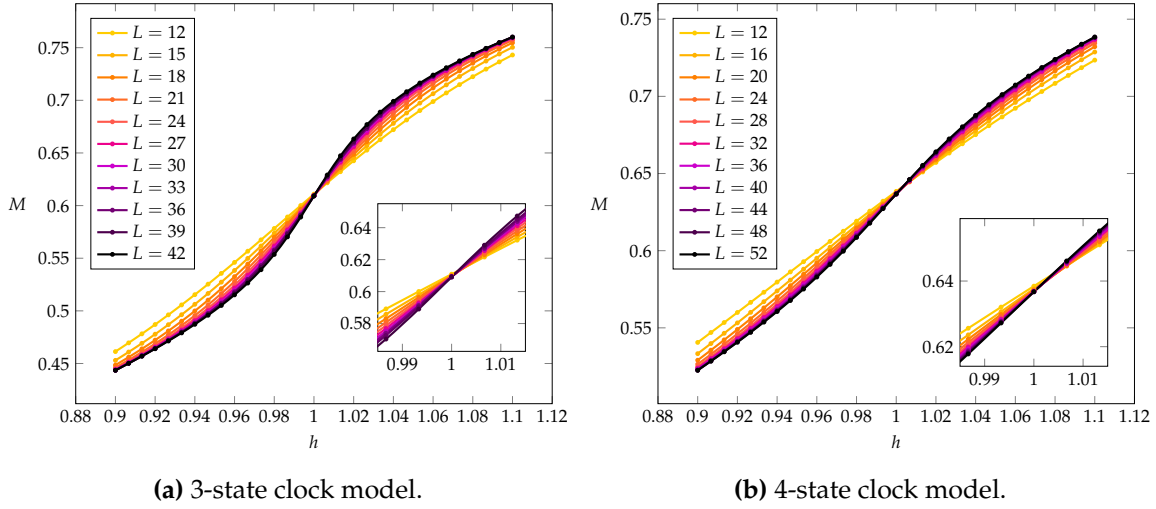 L = 12
L = 15
L = 18
L = 21
L = 24
L = 27
L = 30
L = 33
L = 36
L = 39
L = 42
0.75
0.7
0.65
0.6
0.55
0.5
0.45
M
0.64
0.62
0.6
0.58
0.99 1 1.01
0.88 0.9 0.92 0.94 0.96 0.98 1 1.02 1.04 1.06 1.08 1.1 1.12
h
(a) 3-state clock model.
L = 12
L = 16
L = 20
L = 24
L = 28
L = 32
L = 36
L = 40
L = 44
L = 48
L = 52
0.75
0.7
0.65
0.6
0.55
M
0.64
0.62
0.99 1 1.01
0.88 0.9 0.92 0.94 0.96 0.98 1 1.02 1.04 1.06 1.08 1.1 1.12
h
(b) 4-state clock model.